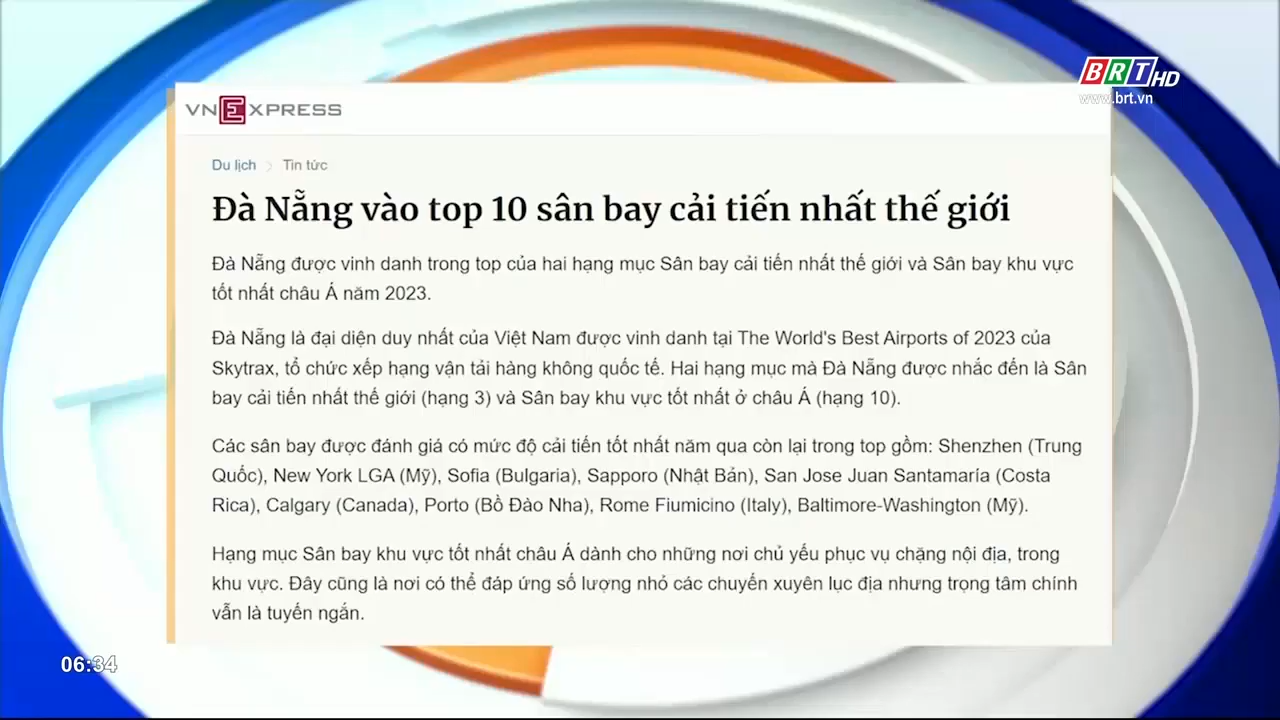 BRT HD
www.brt.vn
VNEXPRESS
Du lịch > Tin tức
Đà Nẵng vào top 10 sân bay cải tiến nhất thế giới
Đà Nẵng được vinh danh trong top của hai hạng mục Sân bay cải tiến nhất thế giới và Sân bay khu vực
tốt nhất châu Á năm 2023.
Đà Nẵng là đại diện duy nhất của Việt Nam được vinh danh tại The World's Best Airports of 2023 của
Skytrax, tổ chức xếp hạng vận tải hàng không quốc tế. Hai hạng mục mà Đà Nẵng được nhắc đến là Sân
bay cải tiến nhất thế giới (hạng 3) và Sân bay khu vực tốt nhất ở châu Á (hạng 10).
Các sân bay được đánh giá có mức độ cải tiến tốt nhất năm qua còn lại trong top gồm: Shenzhen (Trung
Quốc), New York LGA (Mỹ), Sofia (Bulgaria), Sapporo (Nhật Bản), San Jose Juan Santamaría (Costa
Rica), Calgary (Canada), Porto (Bồ Đào Nha), Rome Fiumicino (Italy), Baltimore-Washington (Mỹ).
Hạng mục Sân bay khu vực tốt nhất châu Á dành cho những nơi chủ yếu phục vụ chặng nội địa, trong
khu vực. Đây cũng là nơi có thể đáp ứng số lượng nhỏ các chuyến xuyên lục địa nhưng trọng tâm chính
vẫn là tuyến ngắn.
06:34